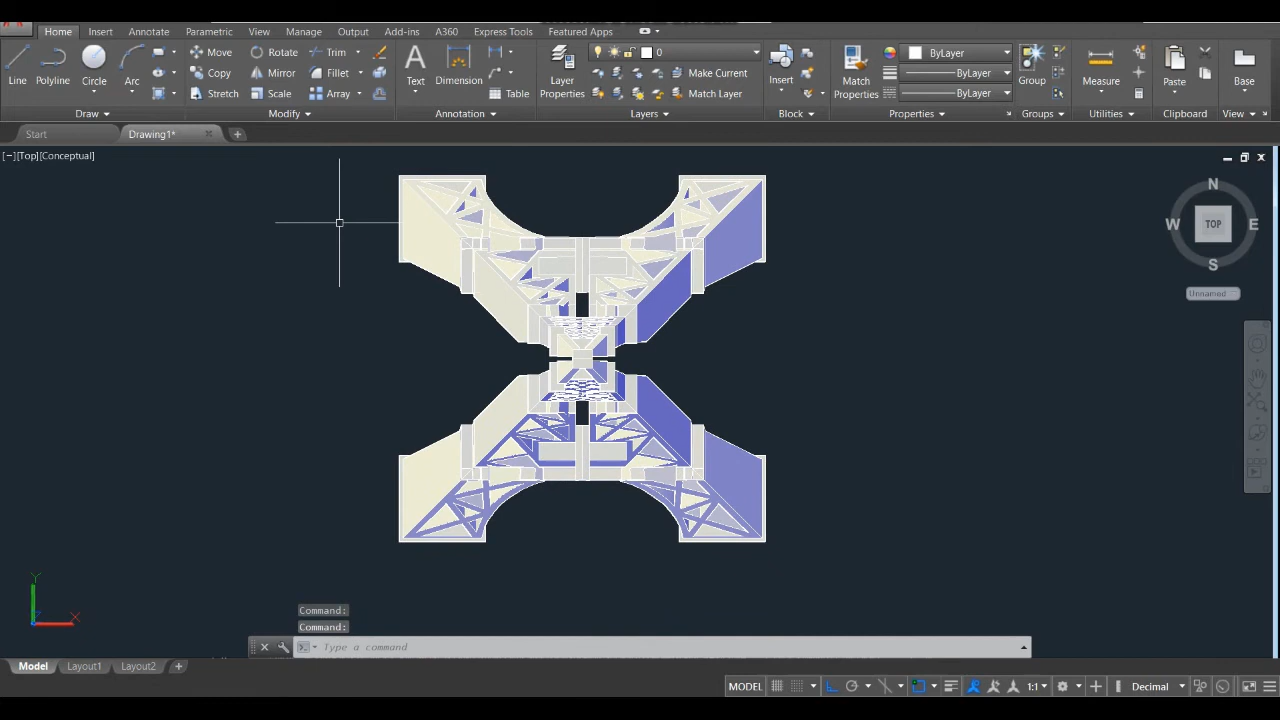 Home Insert Annotate Parametric View Manage Output Add-ins A360 Express Tools Featured Apps
Line Polyline Circle Arc
Move Rotate Trim
Copy Mirror Fillet
Stretch Scale Array
Text Dimension
Table
Layer Properties
0
Make Current
Match Layer
Insert
Match Properties
ByLayer
ByLayer
ByLayer
Group
Measure
Paste
Base
Draw Modify Annotation Layers Block Properties Groups Utilities Clipboard View
Start Drawing1*
[−][Top][Conceptual]
N
W TOP E
S
Unnamed
Y
X
Command:
Command:
Type a command
Model Layout1 Layout2
MODEL 1:1 Decimal